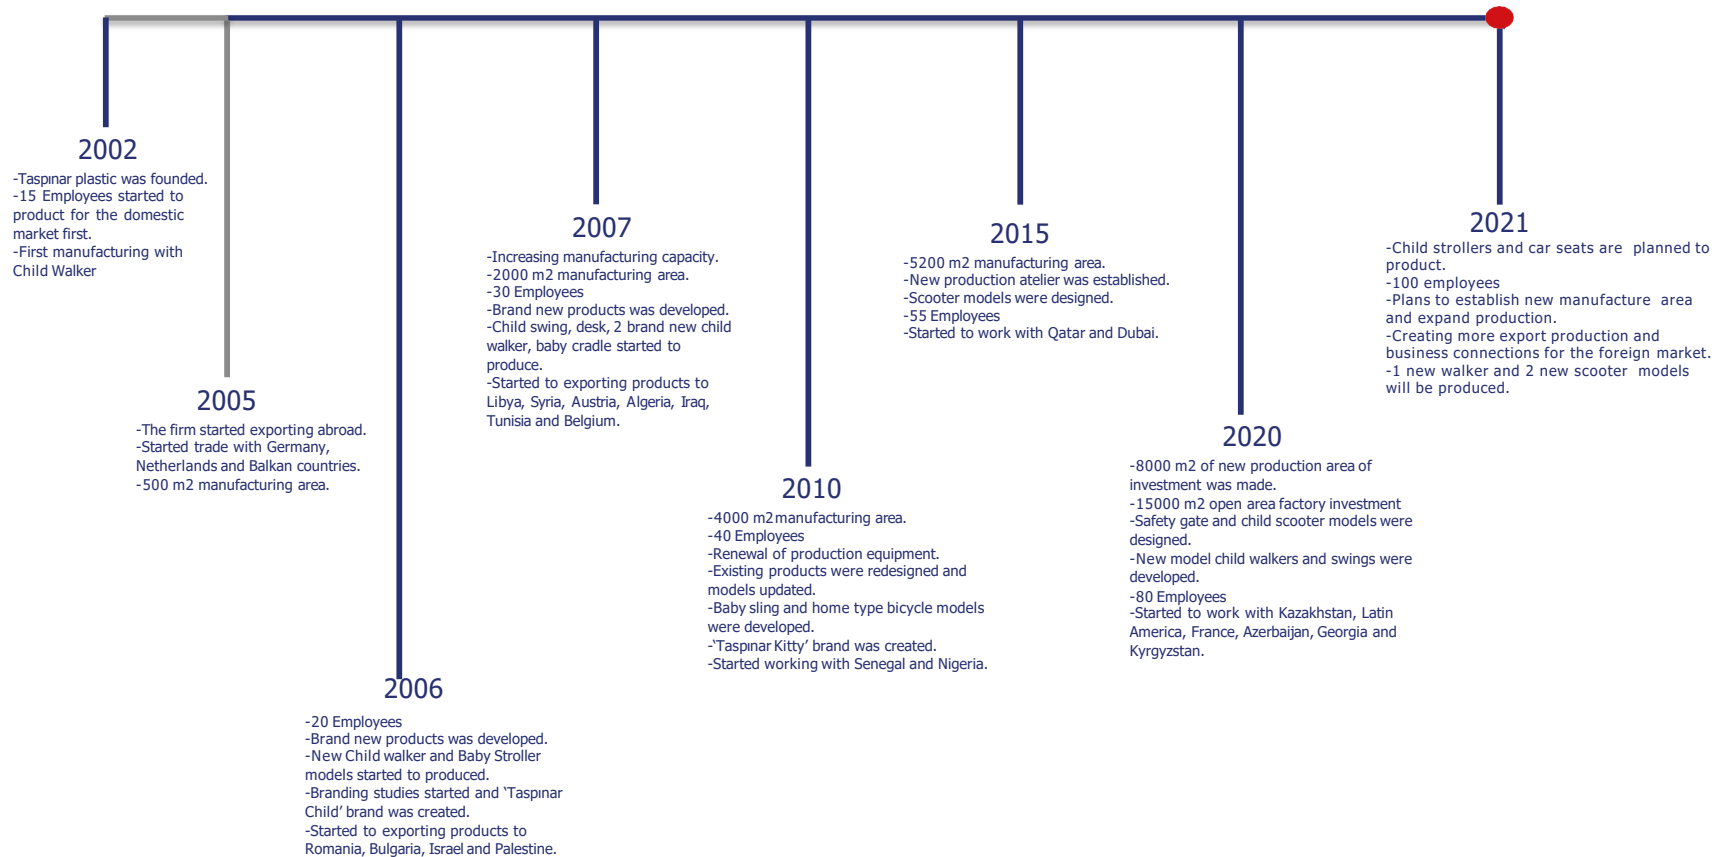 2002
-Taspınar plastic was founded.
-15 Employees started to
product for the domestic
market first.
-First manufacturing with
Child Walker
2005
-The firm started exporting abroad.
-Started trade with Germany,
Netherlands and Balkan countries.
-500 m2 manufacturing area.
2006
-20 Employees
-Brand new products was developed.
-New Child walker and Baby Stroller
models started to produced.
-Branding studies started and ‘Taspınar
Child’ brand was created.
-Started to exporting products to
Romania, Bulgaria, Israel and Palestine.
2007
-Increasing manufacturing capacity.
-2000 m2 manufacturing area.
-30 Employees
-Brand new products was developed.
-Child swing, desk, 2 brand new child
walker, baby cradle started to
produce.
-Started to exporting products to
Libya, Syria, Austria, Algeria, Iraq,
Tunisia and Belgium.
2010
-4000 m2 manufacturing area.
-40 Employees
-Renewal of production equipment.
-Existing products were redesigned and
models updated.
-Baby sling and home type bicycle models
were developed.
-‘Taspınar Kitty’ brand was created.
-Started working with Senegal and Nigeria.
2015
-5200 m2 manufacturing area.
-New production atelier was established.
-Scooter models were designed.
-55 Employees
-Started to work with Qatar and Dubai.
2020
-8000 m2 of new production area of
investment was made.
-15000 m2 open area factory investment
-Safety gate and child scooter models were
designed.
-New model child walkers and swings were
developed.
-80 Employees
-Started to work with Kazakhstan, Latin
America, France, Azerbaijan, Georgia and
Kyrgyzstan.
2021
-Child strollers and car seats are planned to
product.
-100 employees
-Plans to establish new manufacture area
and expand production.
-Creating more export production and
business connections for the foreign market.
-1 new walker and 2 new scooter models
will be produced.